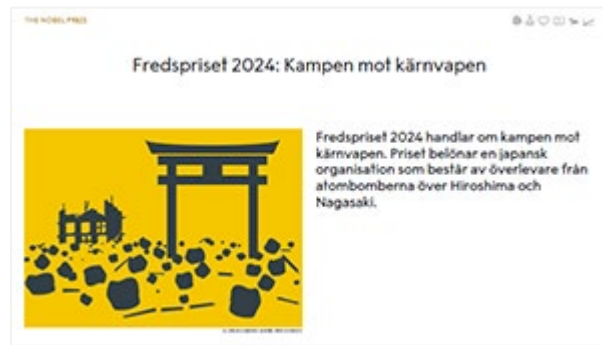 THE NOBEL PRIZE
Fredspriset 2024: Kampen mot kärnvapen
Fredspriset 2024 handlar om kampen mot
kärnvapen. Priset belönar en japansk
organisation som består av överlevare från
atombomberna över Hiroshima och
Nagasaki.